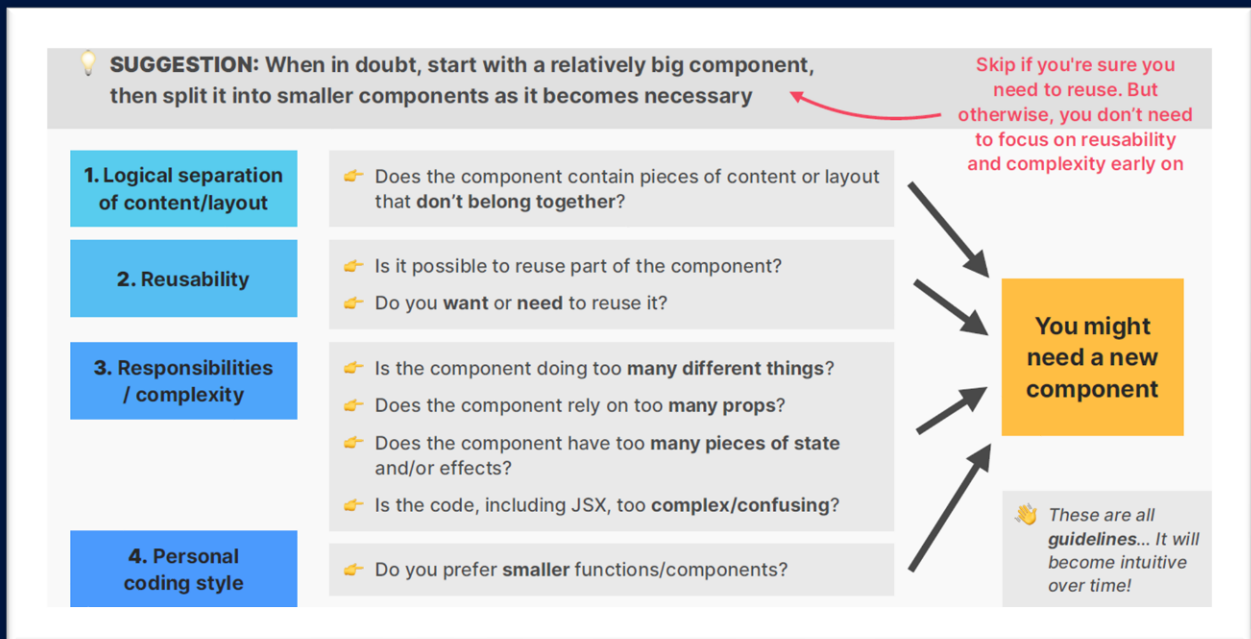 SUGGESTION: When in doubt, start with a relatively big component,
then split it into smaller components as it becomes necessary
Skip if you're sure you
need to reuse. But
otherwise, you don’t need
to focus on reusability
and complexity early on
1. Logical separation
of content/layout
Does the component contain pieces of content or layout
that don’t belong together?
2. Reusability
Is it possible to reuse part of the component?
Do you want or need to reuse it?
3. Responsibilities
/ complexity
Is the component doing too many different things?
Does the component rely on too many props?
Does the component have too many pieces of state
and/or effects?
Is the code, including JSX, too complex/confusing?
4. Personal
coding style
Do you prefer smaller functions/components?
You might
need a new
component
These are all
guidelines... It will
become intuitive
over time!